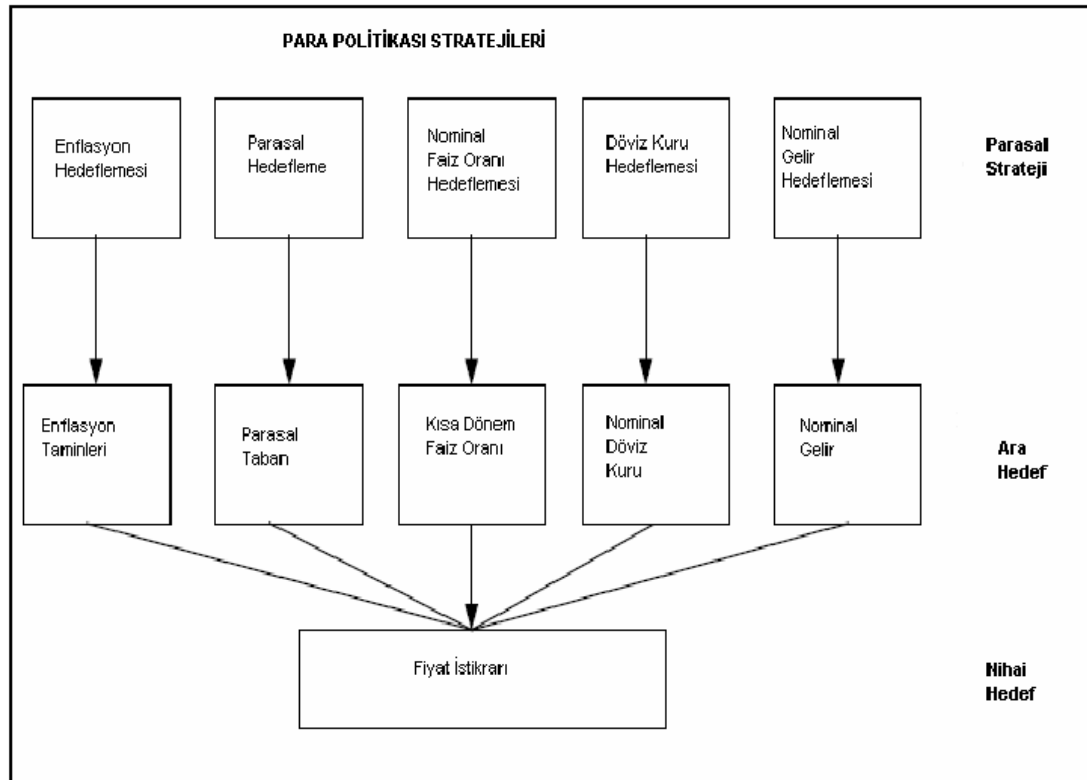 PARA POLİTİKASI STRATEJİLERİ
Enflasyon
Hedeflemesi
Parasal
Hedefleme
Nominal
Faiz Oranı
Hedeflemesi
Döviz Kuru
Hedeflemesi
Nominal
Gelir
Hedeflemesi
Parasal
Strateji
Enflasyon
Taminleri
Parasal
Taban
Kısa Dönem
Faiz Oranı
Nominal
Döviz
Kuru
Nominal
Gelir
Ara
Hedef
Fiyat İstikrarı
Nihai
Hedef